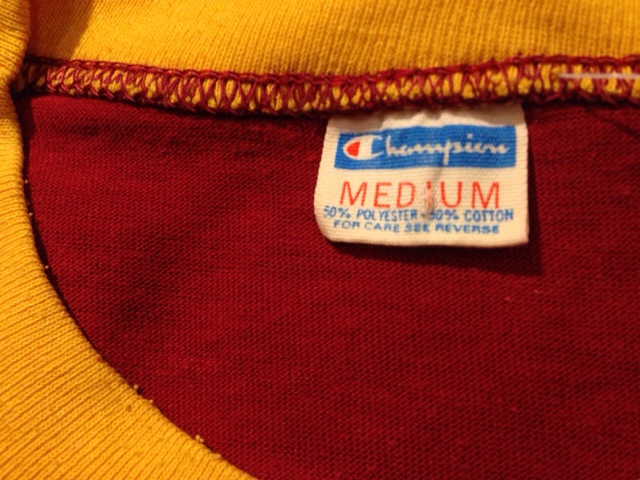 Champion
MEDIUM
50% POLYESTER-50% COTTON
FOR CARE SEE REVERSE